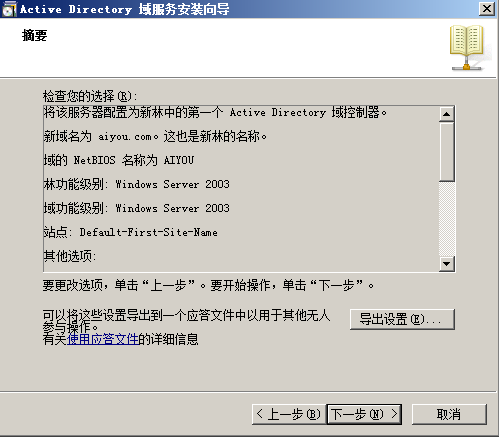 Active Directory 域服务安装向导
摘要
检查您的选择(R):
将该服务器配置为新林中的第一个 Active Directory 域控制器。
新域名为 aiyou.com。这也是新林的名称。
域的 NetBIOS 名称为 AIYOU
林功能级别: Windows Server 2003
域功能级别: Windows Server 2003
站点: Default-First-Site-Name
其他选项:
要更改选项，单击“上一步”。要开始操作，单击“下一步”。
可以将这些设置导出到一个应答文件中以用于其他无人
参与操作。
有关使用应答文件的详细信息
导出设置(E)...
< 上一步(B)
下一步(N) >
取消